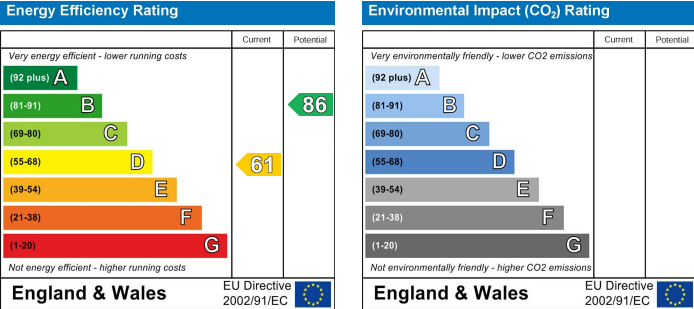 Energy Efficiency Rating
Current Potential
Very energy efficient - lower running costs
(92 plus) A
(81-91) B
86
(69-80) C
(55-68) D
61
(39-54) E
(21-38) F
(1-20) G
Not energy efficient - higher running costs
England & Wales
EU Directive
2002/91/EC
Environmental Impact (CO₂) Rating
Current Potential
Very environmentally friendly - lower CO2 emissions
(92 plus) A
(81-91) B
(69-80) C
(55-68) D
(39-54) E
(21-38) F
(1-20) G
Not environmentally friendly - higher CO2 emissions
England & Wales
EU Directive
2002/91/EC